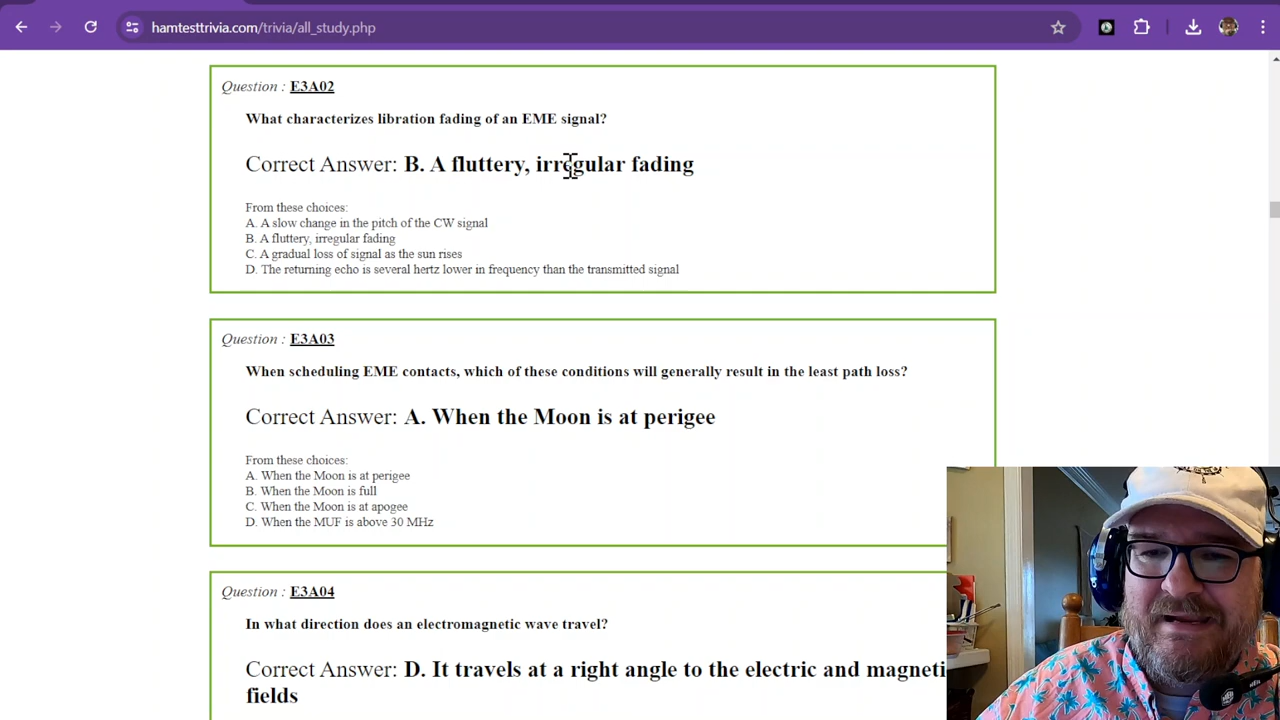 hamtesttrivia.com/trivia/all_study.php
Question : E3A02
What characterizes libration fading of an EME signal?
Correct Answer: B. A fluttery, irregular fading
From these choices:
A. A slow change in the pitch of the CW signal
B. A fluttery, irregular fading
C. A gradual loss of signal as the sun rises
D. The returning echo is several hertz lower in frequency than the transmitted signal
Question : E3A03
When scheduling EME contacts, which of these conditions will generally result in the least path loss?
Correct Answer: A. When the Moon is at perigee
From these choices:
A. When the Moon is at perigee
B. When the Moon is full
C. When the Moon is at apogee
D. When the MUF is above 30 MHz
Question : E3A04
In what direction does an electromagnetic wave travel?
Correct Answer: D. It travels at a right angle to the electric and magneti
fields